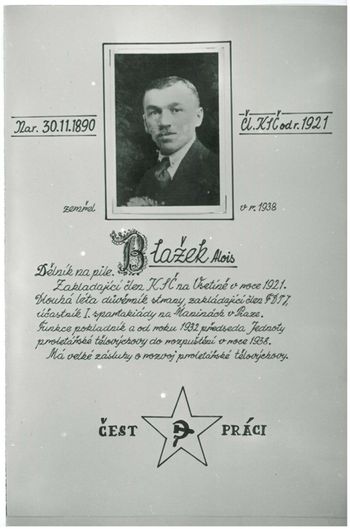 Nar. 30.11.1890
Čl. KSČ od r. 1921
zemřel v r. 1938
Blažek Alois
Dělník na pile.
Zakladající člen KSČ na Vsetíně v roce 1921.
Dlouhá léta důvěrník strany, zakládající člen FDTJ,
účastník I. spartakiády na Maninách v Praze.
Funkce pokladník a od roku 1932 předseda Jednoty
proletářské tělovýchovy do rozpuštění v roce 1938.
Má velké zásluhy o rozvoj proletářské tělovýchovy.
ČEST PRÁCI